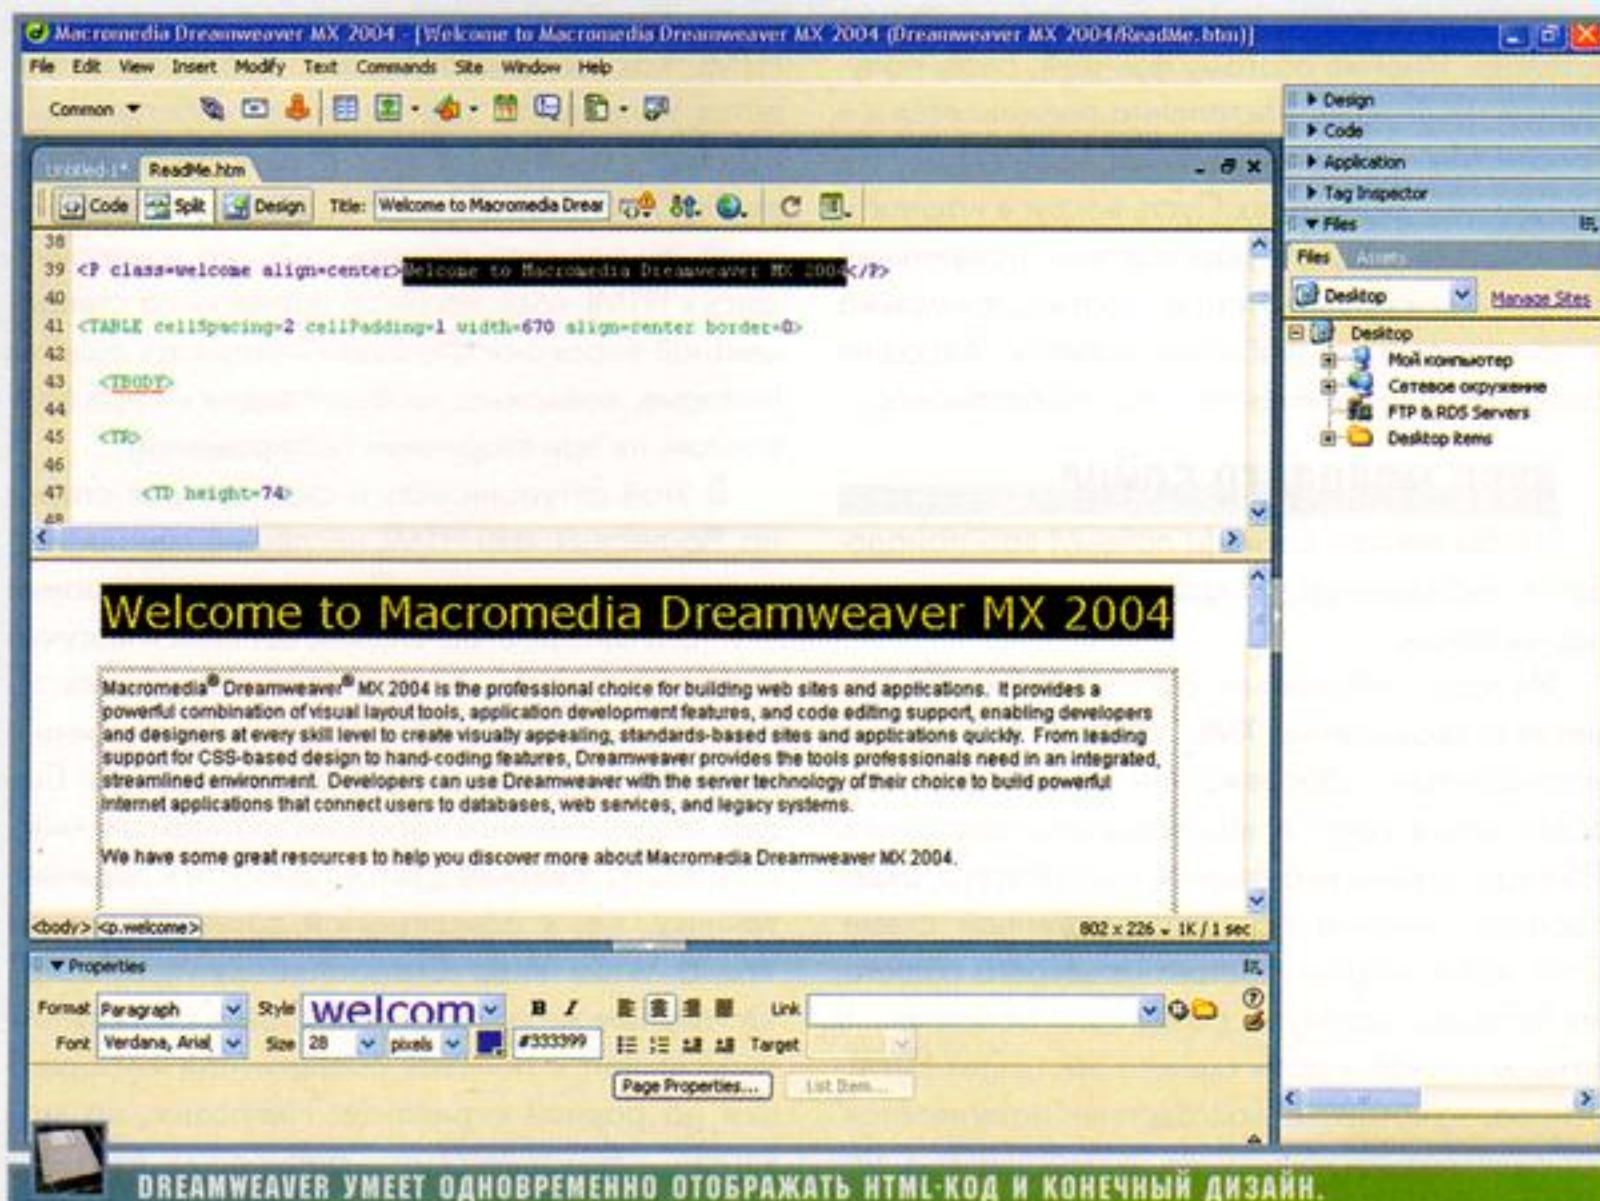 Macromedia Dreamweaver MX 2004 - [Welcome to Macromedia Dreamweaver MX 2004 (Dreamweaver MX 2004/ReadMe.htm)]
File Edit View Insert Modify Text Commands Site Window Help
Common
Untitled-1* ReadMe.htm
Code Split Design Title: Welcome to Macromedia Drear
38
39 <P class=welcome align=center>Welcome to Macromedia Dreamweaver MX 2004</P>
40
41 <TABLE cellSpacing=2 cellPadding=1 width=670 align=center border=0>
42
43 <TBODY>
44
45 <TR>
46
47 <TD height=74>
48
Welcome to Macromedia Dreamweaver MX 2004
Macromedia® Dreamweaver® MX 2004 is the professional choice for building web sites and applications. It provides a
powerful combination of visual layout tools, application development features, and code editing support, enabling developers
and designers at every skill level to create visually appealing, standards-based sites and applications quickly. From leading
support for CSS-based design to hand-coding features, Dreamweaver provides the tools professionals need in an integrated,
streamlined environment. Developers can use Dreamweaver with the server technology of their choice to build powerful
Internet applications that connect users to databases, web services, and legacy systems.
We have some great resources to help you discover more about Macromedia Dreamweaver MX 2004.
<body> <p.welcome> 802 x 226 1K / 1 sec
Properties
Format Paragraph Style welcom B I Link
Font Verdana, Arial, Size 28 pixels #333399 Target
Page Properties... List Item...
Design
Code
Application
Tag Inspector
Files
Files Assets
Desktop Manage Sites
Desktop
Мой компьютер
Сетевое окружение
FTP & RDS Servers
Desktop items
DREAMWEAVER УМЕЕТ ОДНОВРЕМЕННО ОТОБРАЖАТЬ HTML-КОД И КОНЕЧНЫЙ ДИЗАЙН.